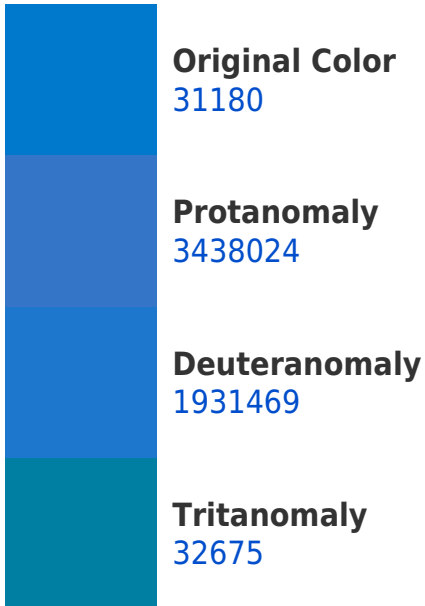 Original Color
31180
Protanomaly
3438024
Deuteranomaly
1931469
Tritanomaly
32675